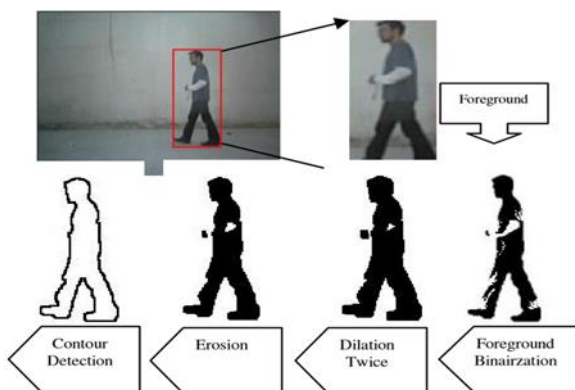 Foreground
Contour
Detection
Erosion
Dilation
Twice
Foreground
Binairzation